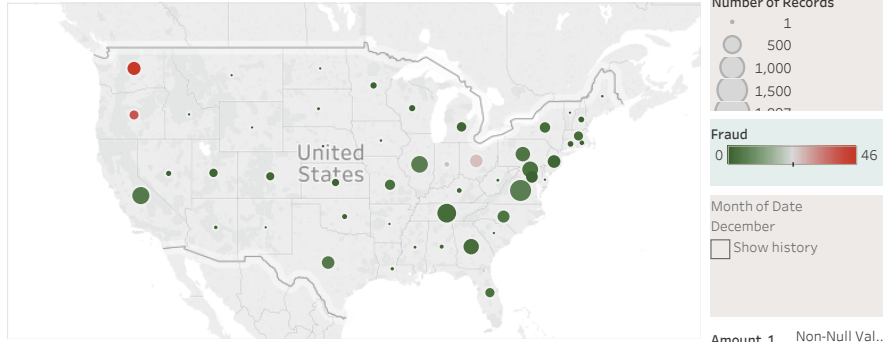 United
States
Number of Records
1
500
1,000
1,500
Fraud
0
46
Month of Date
December
Show history
Amount 1
Non-Null Val..